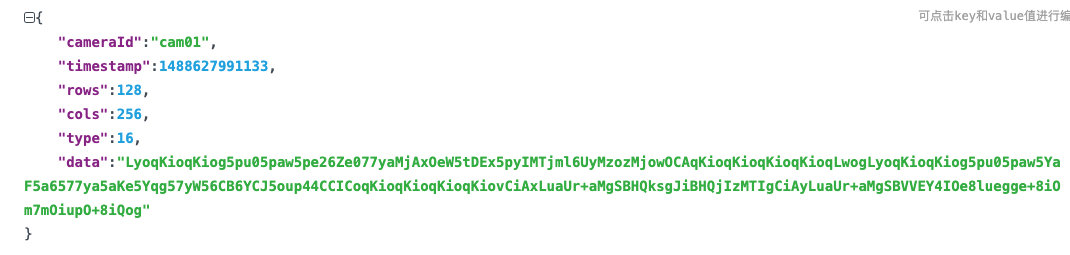 可点击key和value值进行编
{
"cameraId":"cam01",
"timestamp":1488627991133,
"rows":128,
"cols":256,
"type":16,
"data":"LyoqKioqKiog5pu05paw5pe26Ze077yaMjAxOeW5tDEx5pyIMTjml6UyMzozMjowOCAqKioqKioqKioqKioqLwogLyoqKioqKiog5pu05paw5Ya
F5a6577ya5aKe5Yqg57yW56CB6YCJ5oup44CCICoqKioqKioqKioqKiovCiAxLuaUr+aMgSBHQksgJiBHQjIzMTIgCiAyLuaUr+aMgSBVVEY4IOe8luegge+8iO
m7mOiupO+8iQog"
}